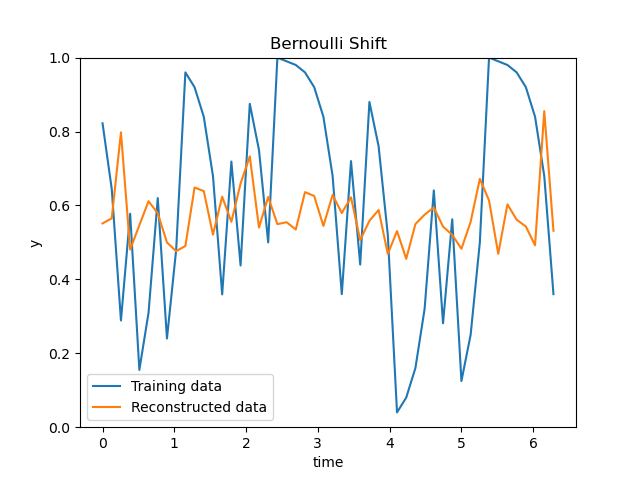 Bernoulli Shift
1.0
0.8
0.6
0.4
0.2
0.0
y
Training data
Reconstructed data
0 1 2 3 4 5 6
time